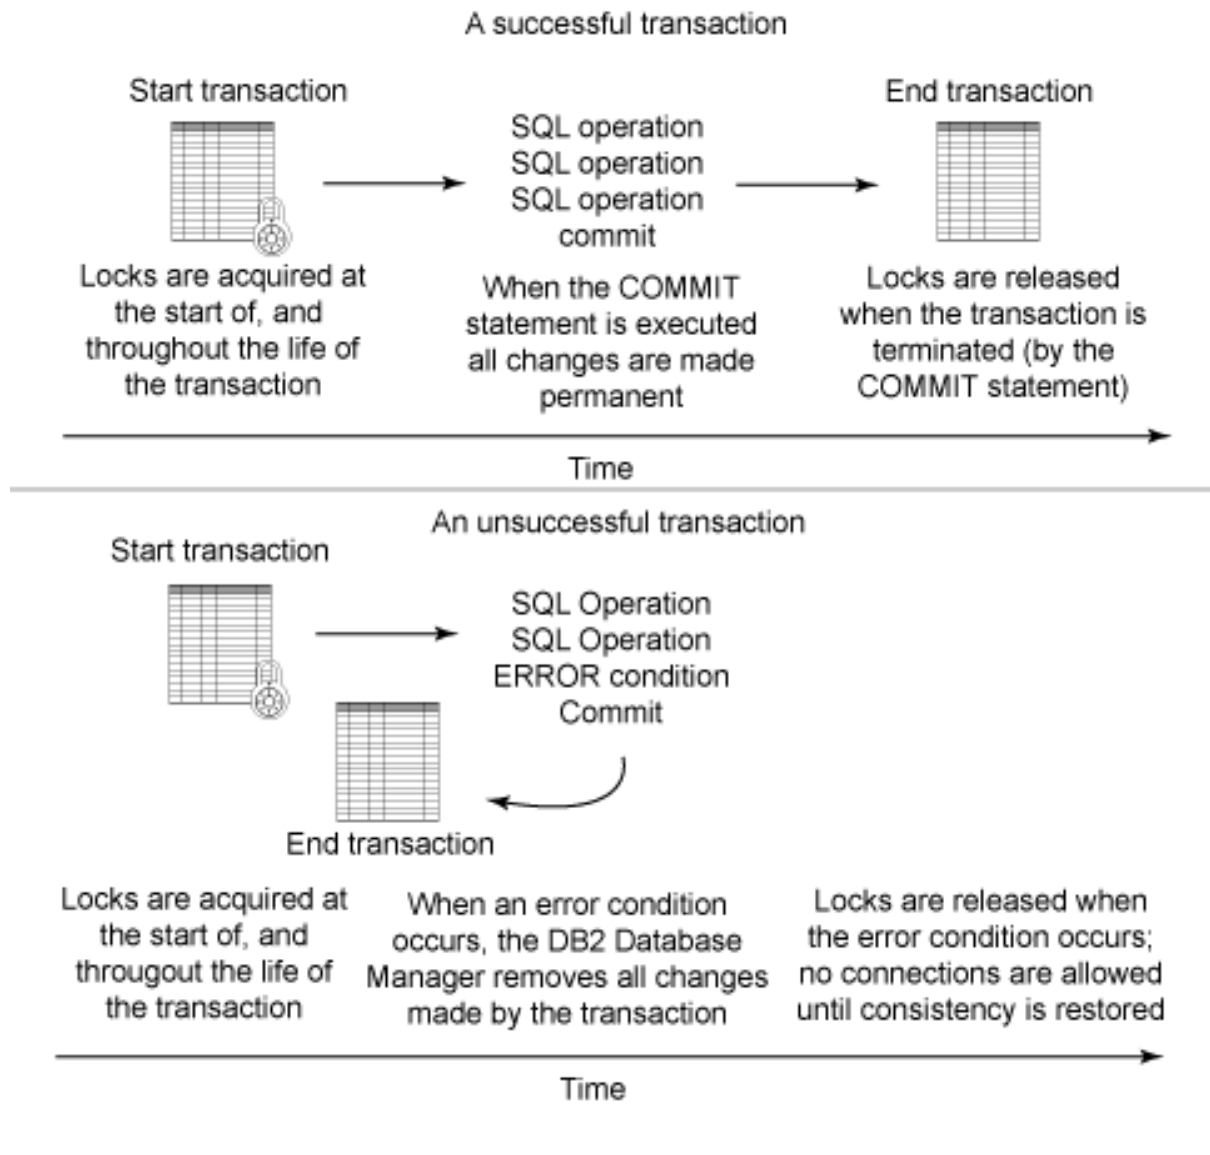 A successful transaction
Start transaction
End transaction
SQL operation
SQL operation
SQL operation
commit
Locks are acquired at
the start of, and
throughout the life of
the transaction
When the COMMIT
statement is executed
all changes are made
permanent
Locks are released
when the transaction is
terminated (by the
COMMIT statement)
Time
An unsuccessful transaction
Start transaction
SQL Operation
SQL Operation
ERROR condition
Commit
End transaction
Locks are acquired at
the start of, and
througout the life of
the transaction
When an error condition
occurs, the DB2 Database
Manager removes all changes
made by the transaction
Locks are released when
the error condition occurs;
no connections are allowed
until consistency is restored
Time